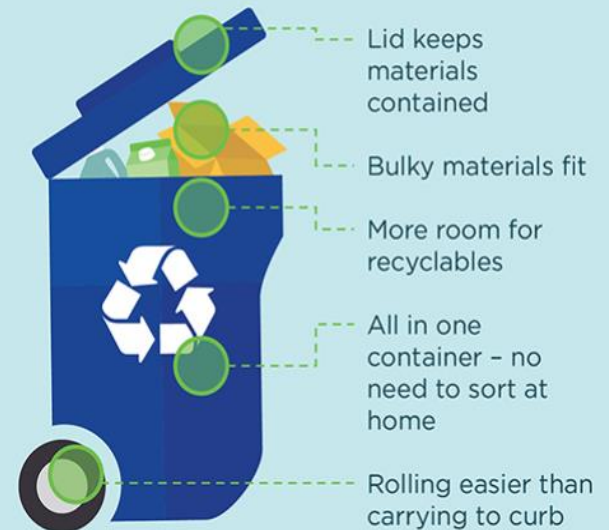 Lid keeps
materials
contained
Bulky materials fit
More room for
recyclables
All in one
container – no
need to sort at
home
Rolling easier than
carrying to curb